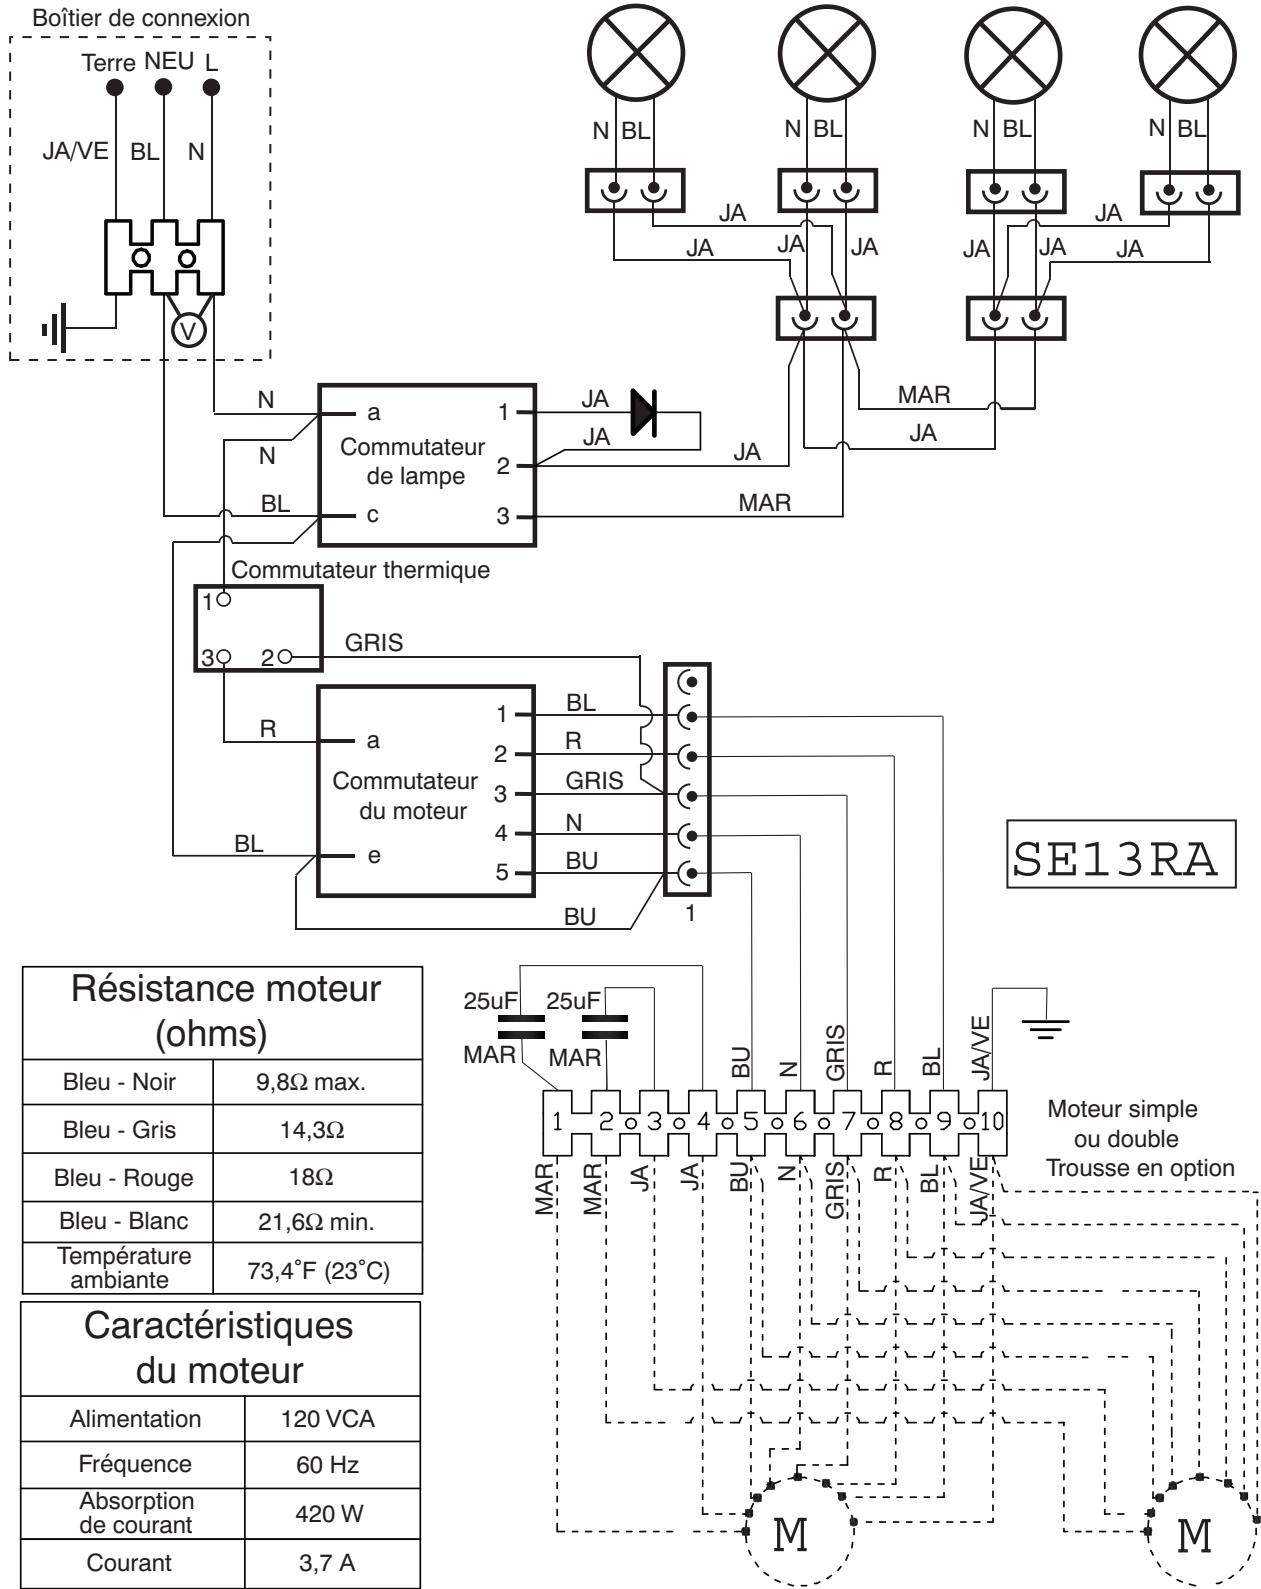 Boîtier de connexion
Terre NEU L
JA/VE BL N
V
N BL N BL N BL N BL
JA JA
JA JA JA JA JA JA
N a 1 JA
Commutateur de lampe
JA
N 2 JA
MAR
JA
BL c 3 MAR
Commutateur thermique
1
3 2 GRIS
R a
Commutateur du moteur
1 BL
2 R
3 GRIS
4 N
5 BU
BL e
BU
1
SE13RA
Résistance moteur
(ohms)
Bleu - Noir 9,8Ω max.
Bleu - Gris 14,3Ω
Bleu - Rouge 18Ω
Bleu - Blanc 21,6Ω min.
Température
ambiante 73,4°F (23°C)
Caractéristiques
du moteur
Alimentation 120 VCA
Fréquence 60 Hz
Absorption
de courant 420 W
Courant 3,7 A
25uF 25uF
MAR MAR BU N GRIS R BL JA/VE
1 2 3 4 5 6 7 8 9 10
MAR MAR JA JA BU N GRIS R BL JA/VE
Moteur simple
ou double
Trousse en option
M M